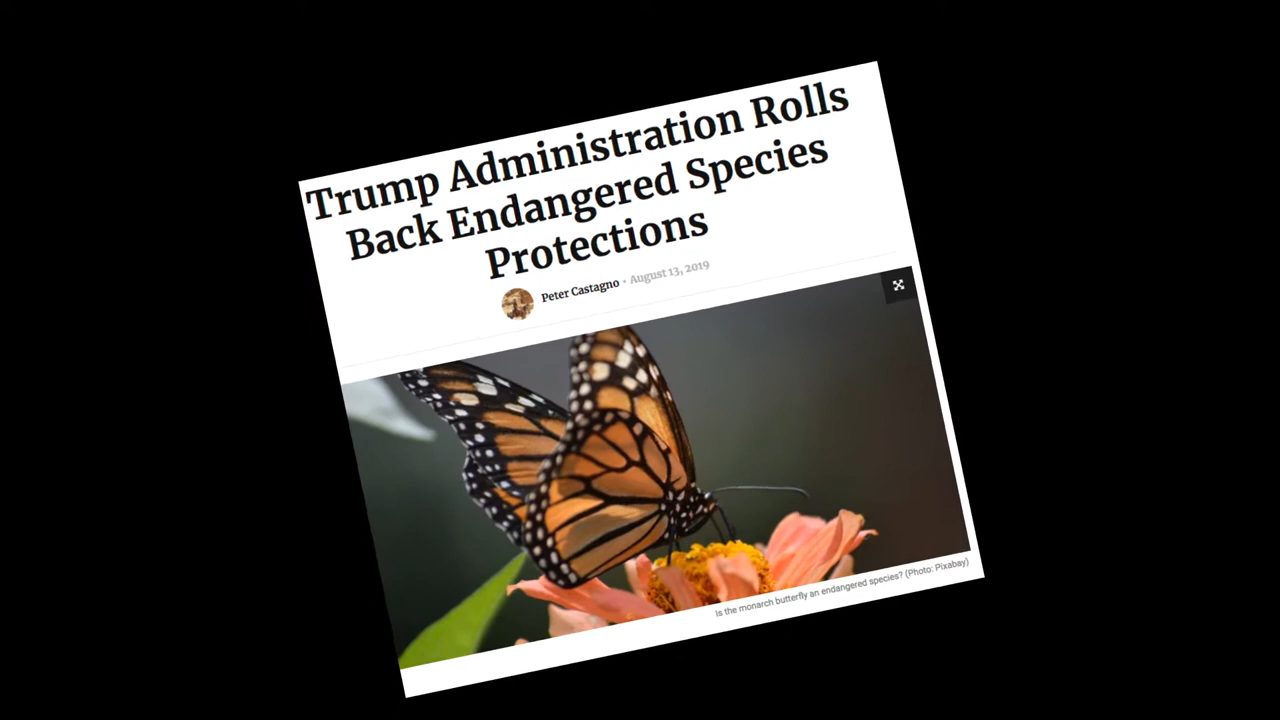 Trump Administration Rolls
Back Endangered Species
Protections
Peter Castagno • August 13, 2019
Is the monarch butterfly an endangered species? (Photo: Pixabay)